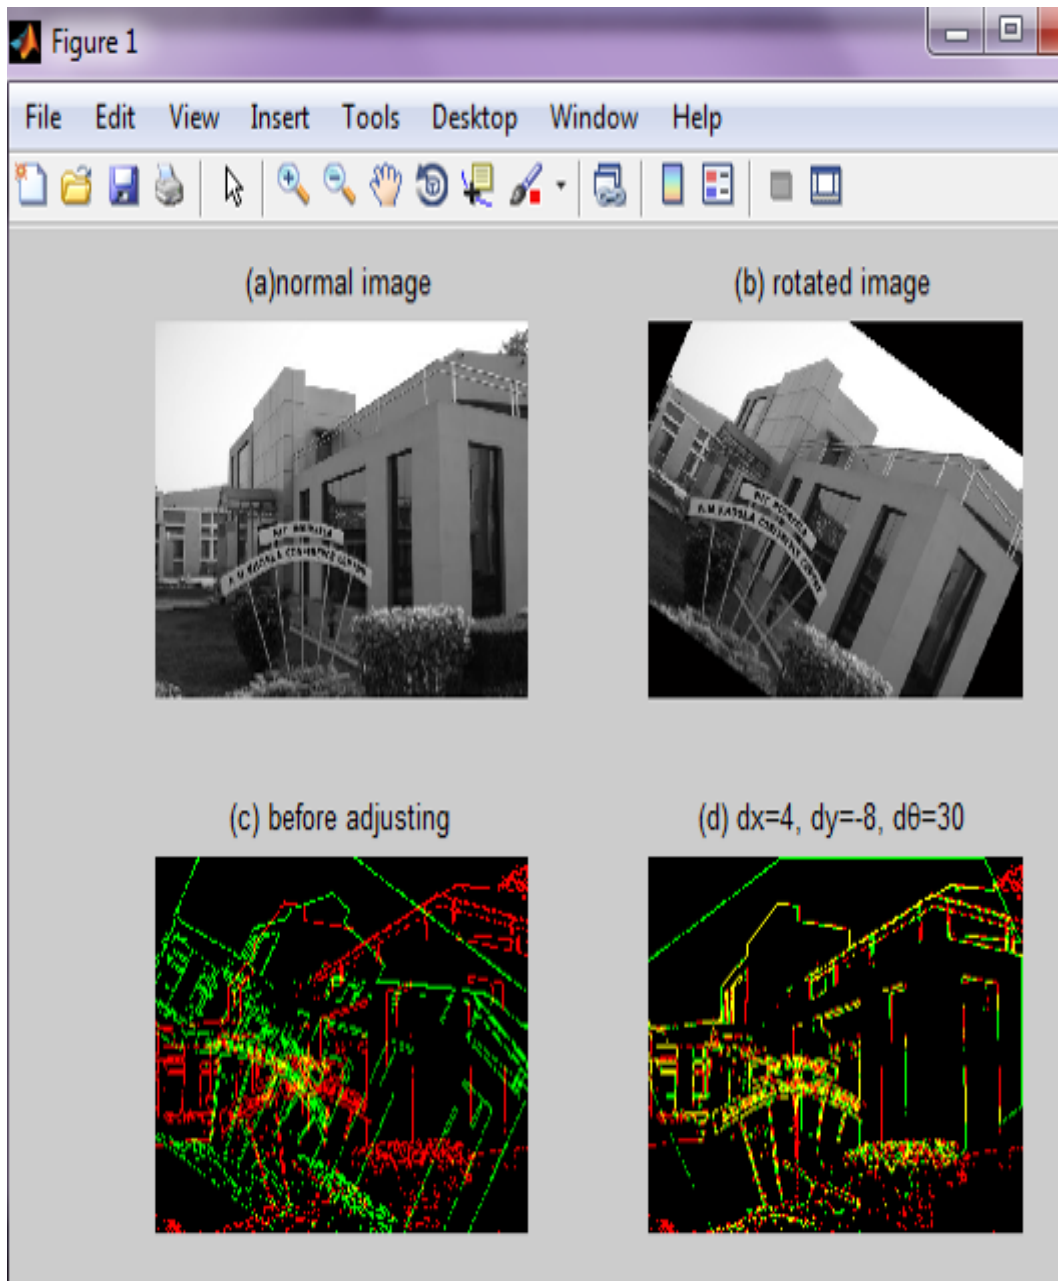 Figure 1
File Edit View Insert Tools Desktop Window Help
(a)normal image
(b) rotated image
CONFERENCE
(c) before adjusting
(d) dx=4, dy=-8, dθ=30